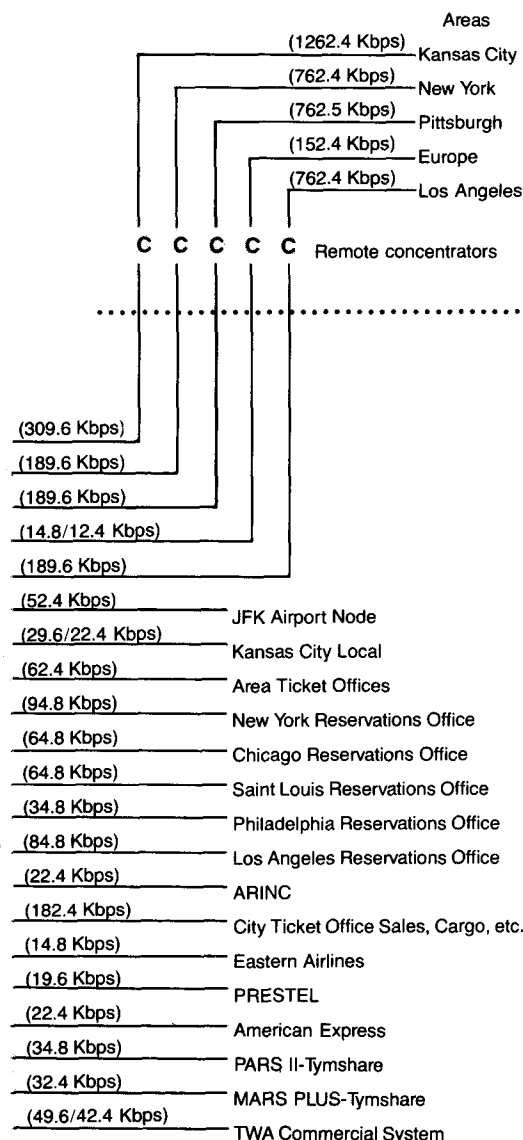 Areas
(1262.4 Kbps) Kansas City
(762.4 Kbps) New York
(762.5 Kbps) Pittsburgh
(152.4 Kbps) Europe
(762.4 Kbps) Los Angeles
C C C C C Remote concentrators
(309.6 Kbps)
(189.6 Kbps)
(189.6 Kbps)
(14.8/12.4 Kbps)
(189.6 Kbps)
(52.4 Kbps) JFK Airport Node
(29.6/22.4 Kbps) Kansas City Local
(62.4 Kbps) Area Ticket Offices
(94.8 Kbps) New York Reservations Office
(64.8 Kbps) Chicago Reservations Office
(64.8 Kbps) Saint Louis Reservations Office
(34.8 Kbps) Philadelphia Reservations Office
(84.8 Kbps) Los Angeles Reservations Office
(22.4 Kbps) ARINC
(182.4 Kbps) City Ticket Office Sales, Cargo, etc.
(14.8 Kbps) Eastern Airlines
(19.6 Kbps) PRESTEL
(22.4 Kbps) American Express
(34.8 Kbps) PARS II-Tymshare
(32.4 Kbps) MARS PLUS-Tymshare
(49.6/42.4 Kbps) TWA Commercial System